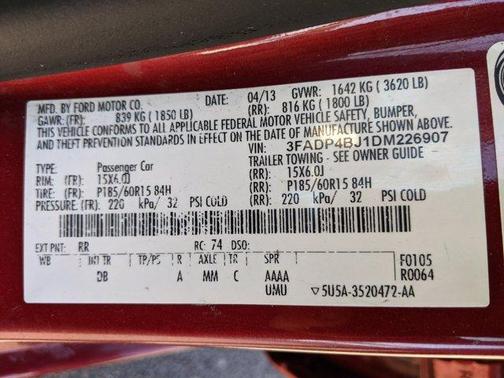 MFD. BY FORD MOTOR CO. DATE: 04/13 GVWR: 1642 KG ( 3620 LB)
GAWR: (FR): 839 KG ( 1850 LB) (RR): 816 KG ( 1800 LB)
THIS VEHICLE CONFORMS TO ALL APPLICABLE FEDERAL MOTOR VEHICLE SAFETY, BUMPER,
AND THEFT PREVENTION STANDARDS IN EFFECT ON THE DATE OF MANUFACTURE SHOWN ABOVE.
VIN: 3FADP4BJ1DM226907
TYPE: Passenger Car TRAILER TOWING - SEE OWNER GUIDE
RIM: (FR): 15X6.0J (RR): 15X6.0J
TIRE: (FR): P185/60R15 84H (RR): P185/60R15 84H
PRESSURE: (FR): 220 kPa/ 32 PSI COLD (RR): 220 kPa/ 32 PSI COLD
EXT PNT: RR RC: 74 DSO:
WB INT TR TP/PS R AXLE TR SPR F0105
DB A MM C AAAA R0064
UMU ▽5U5A-3520472-AA